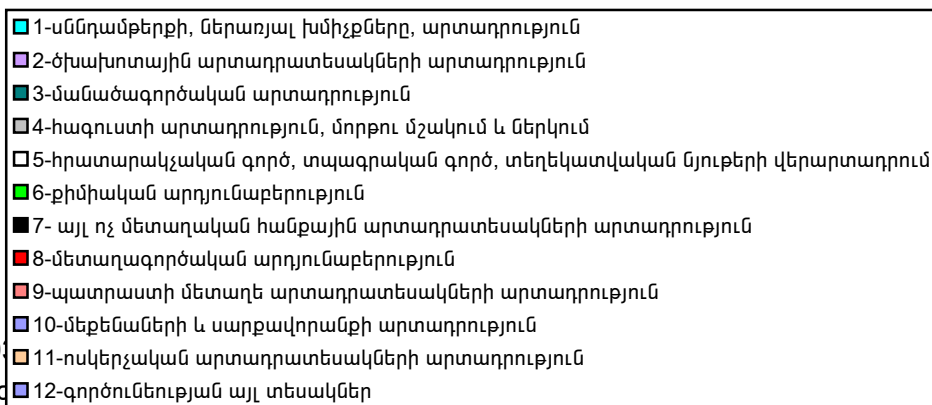 1-սննդամթերքի, ներառյալ խմիչքները, արտադրություն
2-ծխախոտային արտադրատեսակների արտադրություն
3-մանածագործական արտադրություն
4-հագուստի արտադրություն, մորթու մշակում և ներկում
5-հրատարակչական գործ, տպագրական գործ, տեղեկատվական նյութերի վերարտադրում
6-քիմիական արդյունաբերություն
7- այլ ոչ մետաղական հանքային արտադրատեսակների արտադրություն
8-մետաղագործական արդյունաբերություն
9-պատրաստի մետաղե արտադրատեսակների արտադրություն
10-մեքենաների և սարքավորանքի արտադրություն
11-ոսկերչական արտադրատեսակների արտադրություն
12-գործունեության այլ տեսակներ